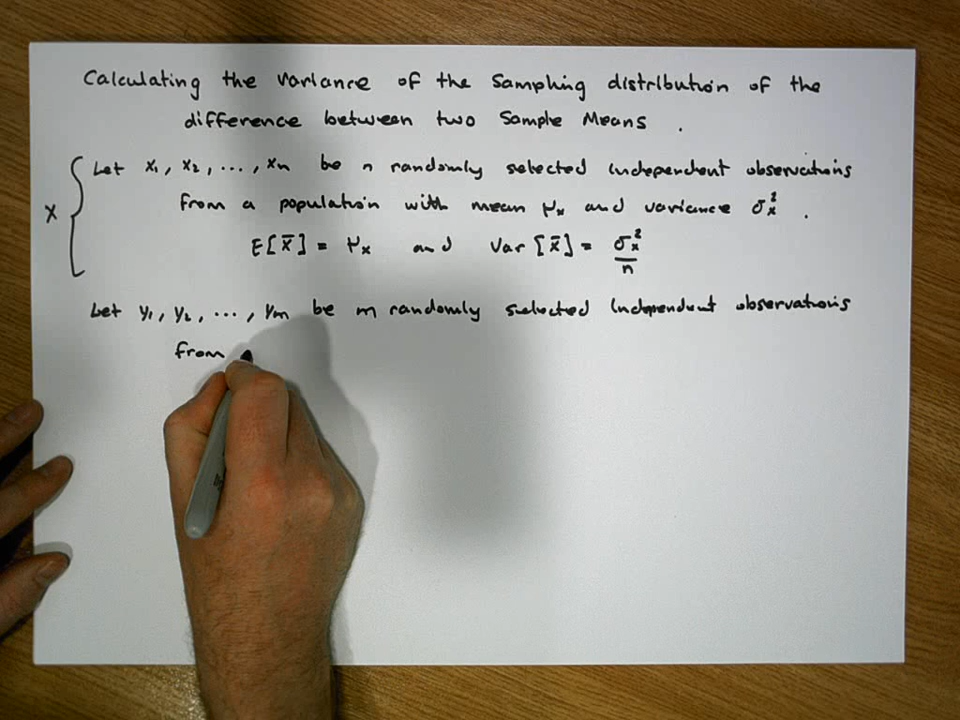 Calculating the variance of the sampling distribution of the
difference between two sample means .
Let x₁, x₂, ..., xₙ be n randomly selected independent observations
from a population with mean μₓ and variance σₓ² .
X { E[x̄] = μₓ and Var [x̄] = σₓ²/n
Let y₁, y₂, ..., yₘ be m randomly selected independent observations
from